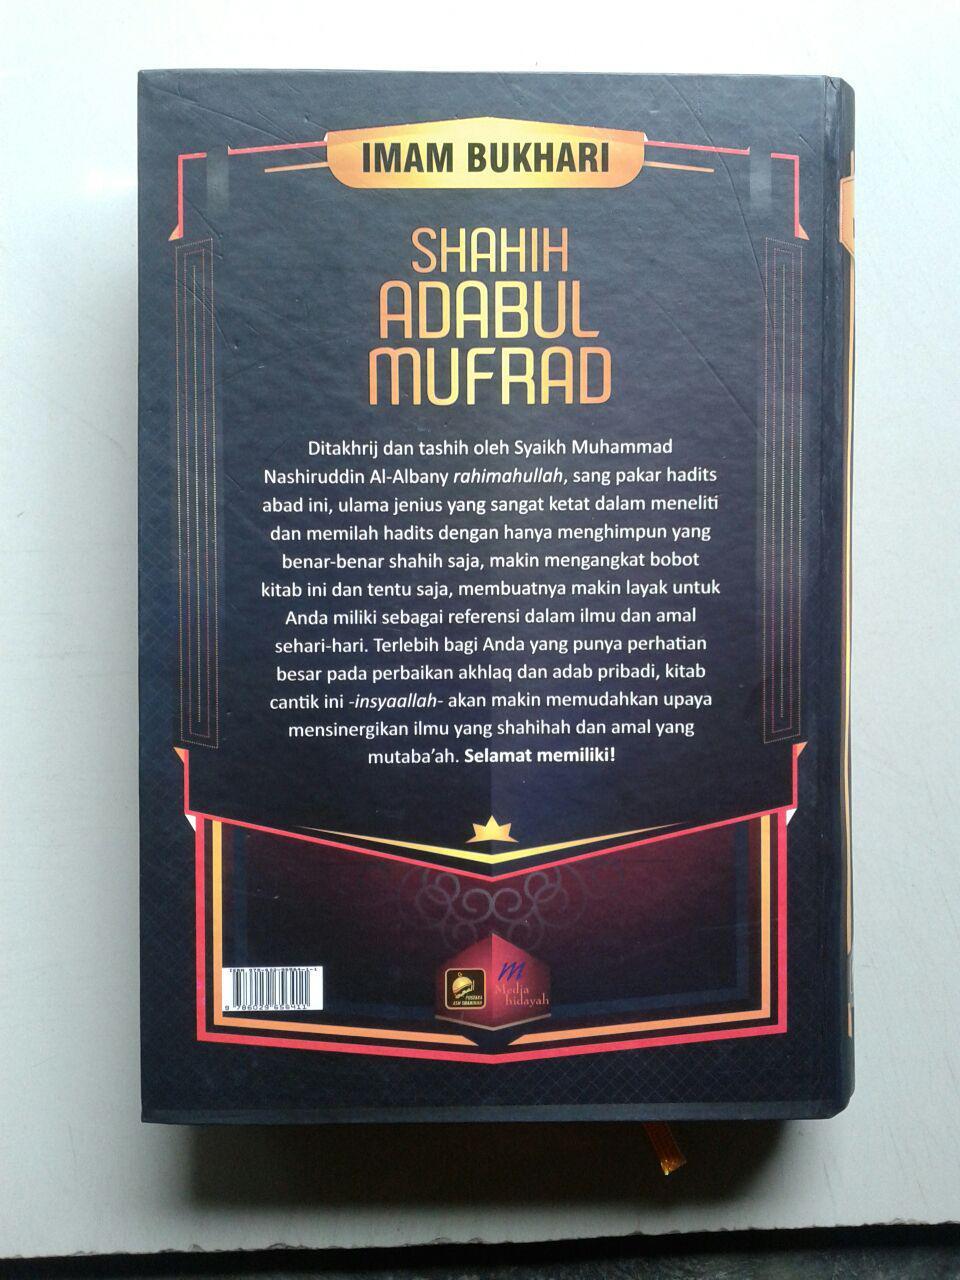 IMAM BUKHARI
SHAHIH
ADABUL
MUFRAD
Ditakhrij dan tashih oleh Syaikh Muhammad
Nashiruddin Al-Albany rahimahullah, sang pakar hadits
abad ini, ulama jenius yang sangat ketat dalam meneliti
dan memilah hadits dengan hanya menghimpun yang
benar-benar shahih saja, makin mengangkat bobot
kitab ini dan tentu saja, membuatnya makin layak untuk
Anda miliki sebagai referensi dalam ilmu dan amal
sehari-hari. Terlebih bagi Anda yang punya perhatian
besar pada perbaikan akhlaq dan adab pribadi, kitab
cantik ini -insyaallah- akan makin memudahkan upaya
mensinergikan ilmu yang shahihah dan amal yang
mutaba'ah. Selamat memiliki!
ISBN
PUSTAKA
ASH SHAHIHAH
m
Media
hidayah